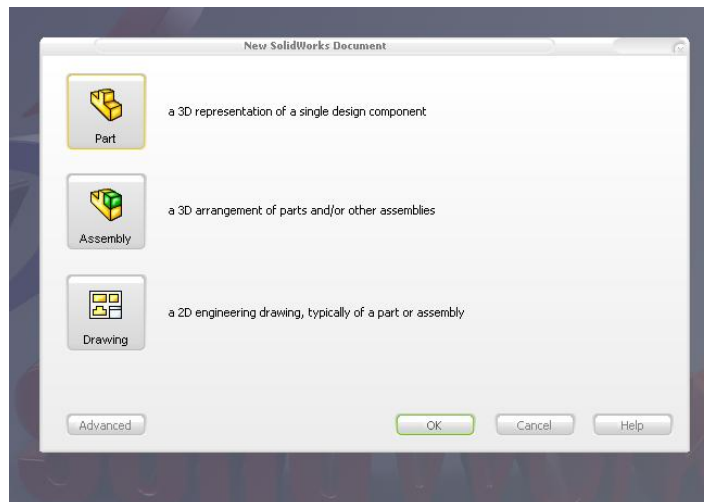 New SolidWorks Document
Part
a 3D representation of a single design component
Assembly
a 3D arrangement of parts and/or other assemblies
Drawing
a 2D engineering drawing, typically of a part or assembly
Advanced
OK
Cancel
Help
SolidWorks